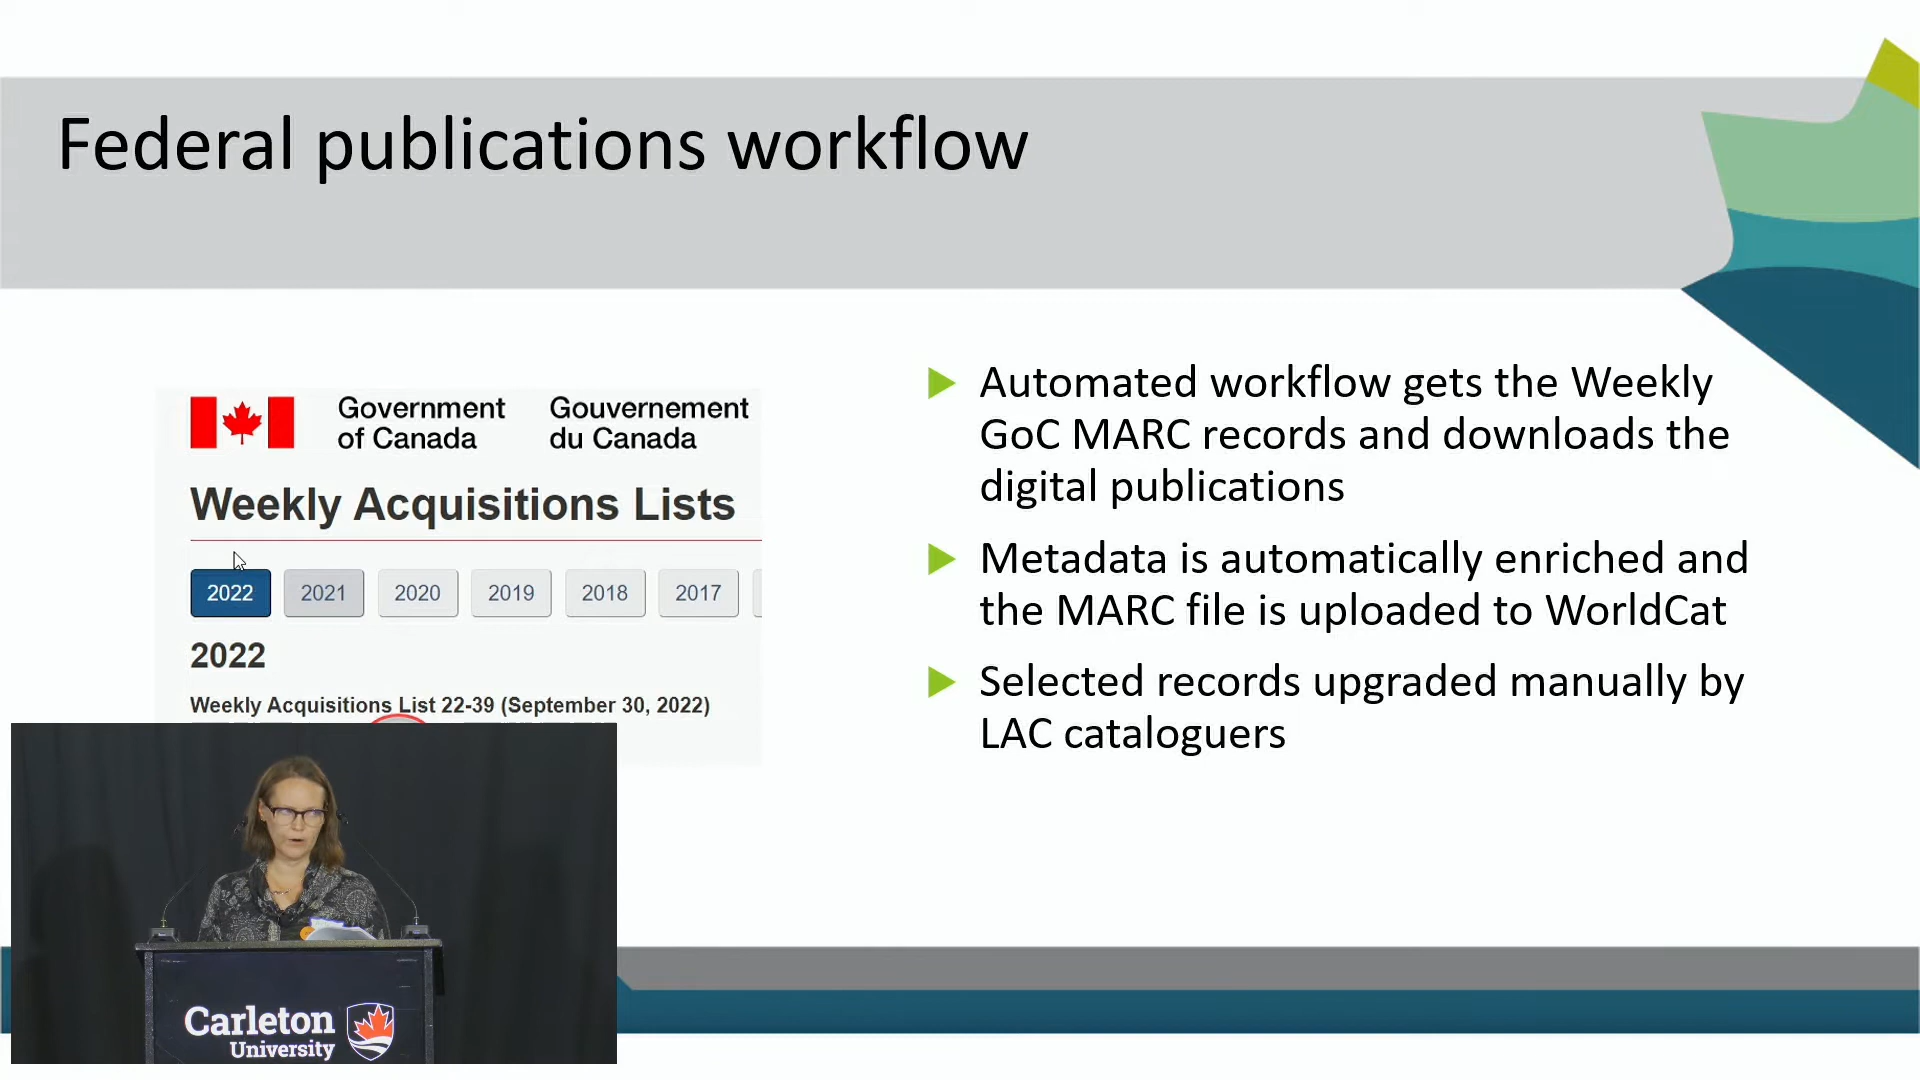 Federal publications workflow
Government
of Canada
Gouvernement
du Canada
Weekly Acquisitions Lists
2022 2021 2020 2019 2018 2017
2022
Weekly Acquisitions List 22-39 (September 30, 2022)
Automated workflow gets the Weekly
GoC MARC records and downloads the
digital publications
Metadata is automatically enriched and
the MARC file is uploaded to WorldCat
Selected records upgraded manually by
LAC cataloguers
Carleton
University